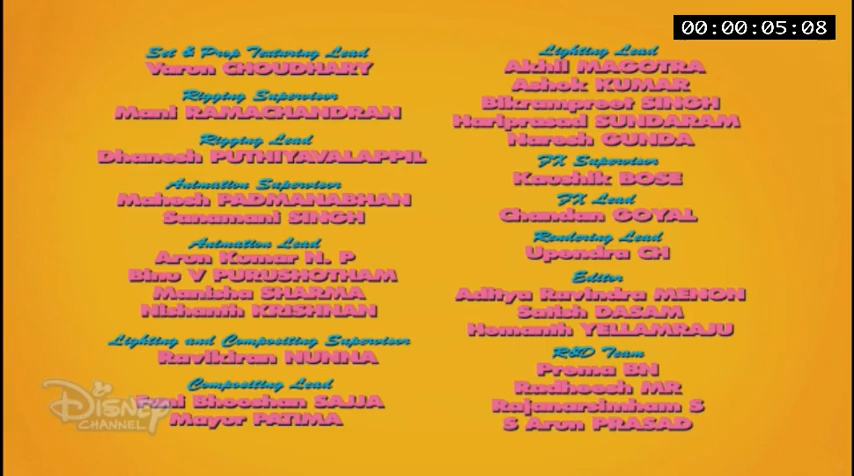 00:00:05:08
Set & Prop Texturing Lead
Varun CHOUDHARY
Rigging Supervisor
Mani RAMACHANDRAN
Rigging Lead
Dhanesh PUTHIYAVALAPPIL
Animation Supervisor
Mahesh PADMANABHAN
Sanamani SINGH
Animation Lead
Arun Kumar N. P
Binu V PURUSHOTHAM
Manisha SHARMA
Nishanth KRISHNAN
Lighting and Compositing Supervisor
Ravikiran NUNNA
Compositing Lead
Bhooshan SAJJA
Mayur PATIMA
Lighting Lead
Akhil MAGOTRA
Ashok KUMAR
Bikrampreet SINGH
Hariprasad SUNDARAM
Naresh GUNDA
FX Supervisor
Kaushik BOSE
FX Lead
Chandan GOYAL
Rendering Lead
Upendra CH
Editor
Aditya Ravindra MENON
Satish DASAM
Hemanth YELLAMRAJU
R&D Team
Prema BN
Radheesh MR
Rajanarsimham S
S Arun PRASAD
Disney
CHANNEL